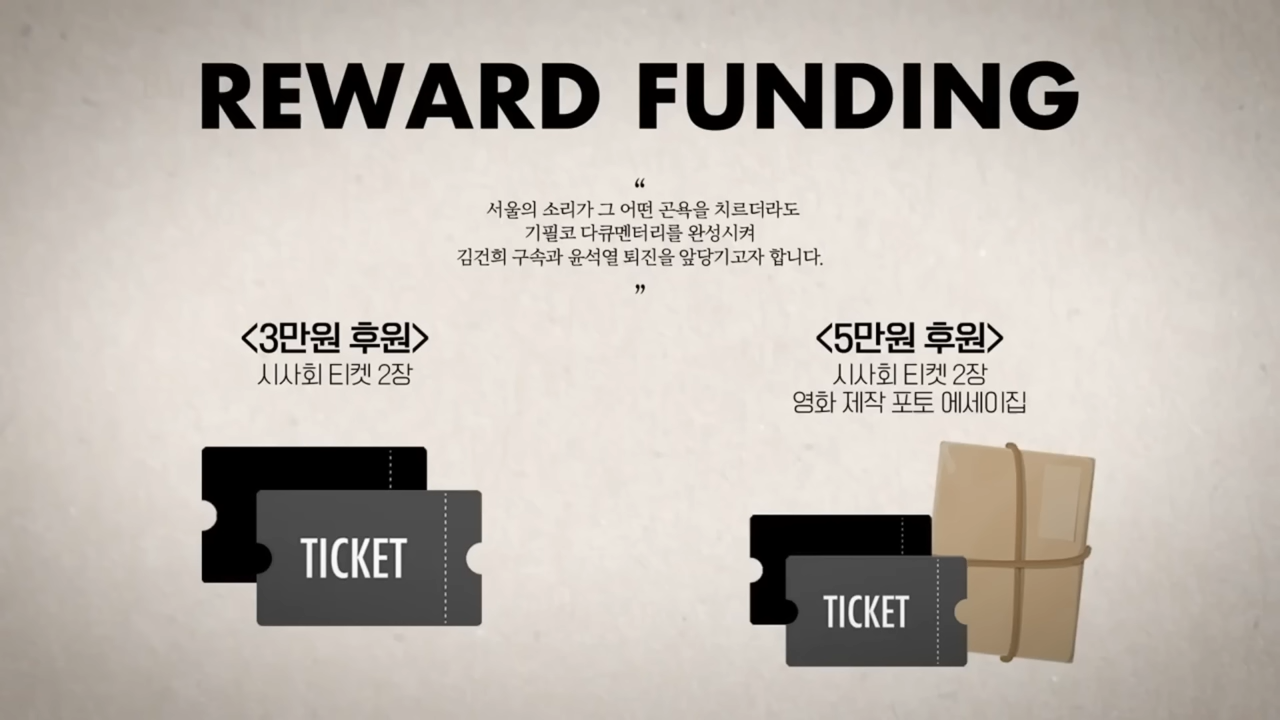 REWARD FUNDING
“
서울의 소리가 그 어떤 곤욕을 치르더라도
기필코 다큐멘터리를 완성시켜
김건희 구속과 윤석열 퇴진을 앞당기고자 합니다.
”
<3만원 후원>
시사회 티켓 2장
TICKET
<5만원 후원>
시사회 티켓 2장
영화 제작 포토 에세이집
TICKET